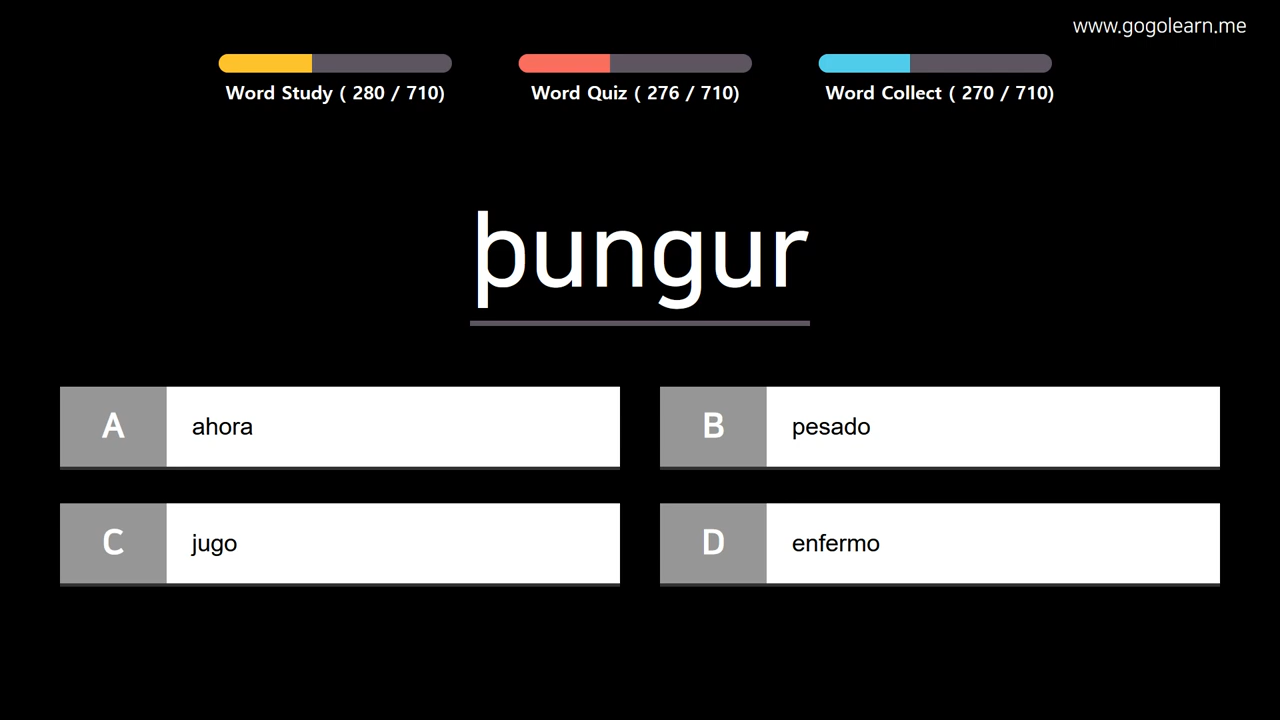 www.gogolearn.me
Word Study ( 280 / 710)
Word Quiz ( 276 / 710)
Word Collect ( 270 / 710)
þungur
A ahora
B pesado
C jugo
D enfermo